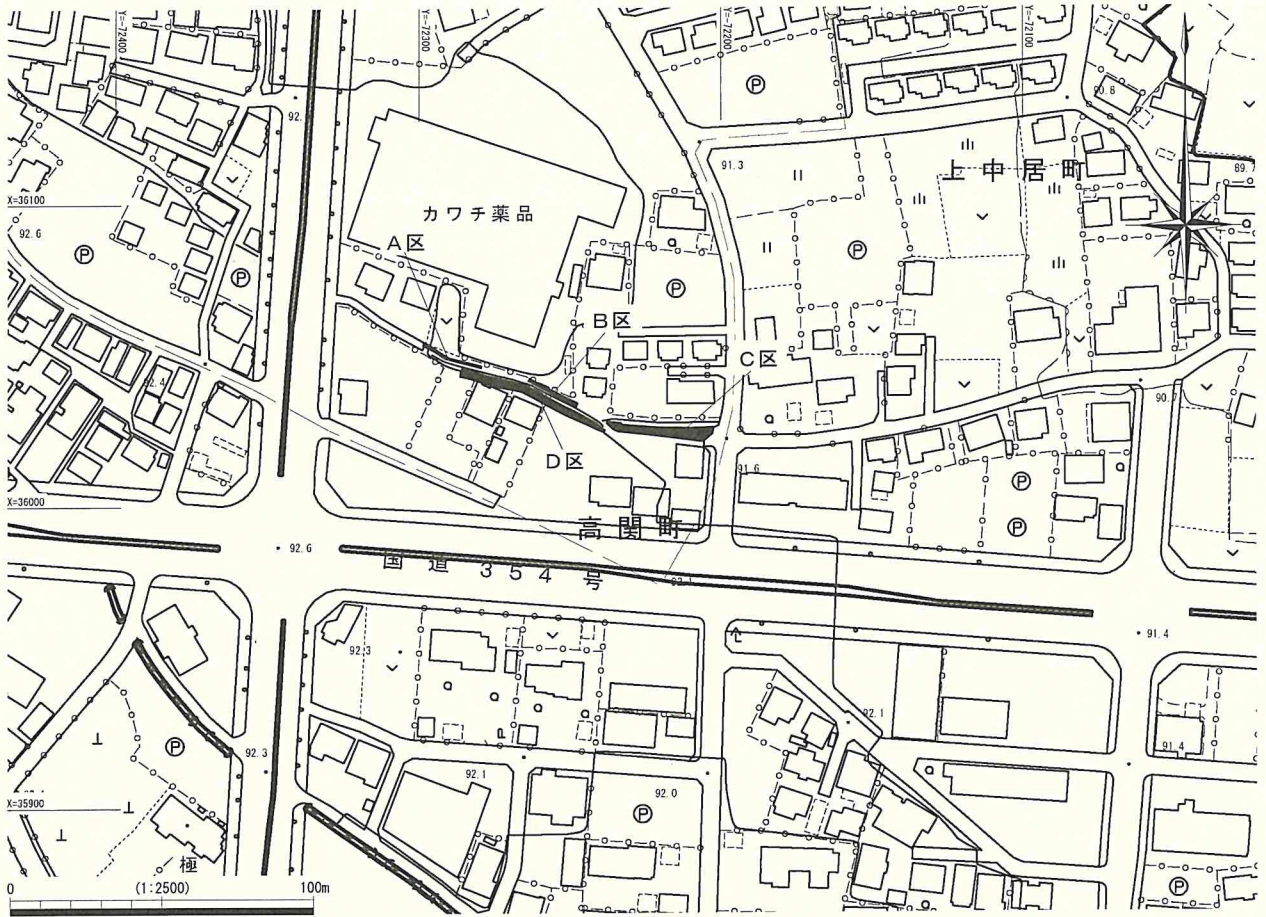 Y=-72400
Y=-72300
Y=-72200
Y=-72100
92.
90.8
91.3
上中居町
89.7
X=36100
カワチ薬品
92.6
Ⓟ
Ⓟ
Ⓟ
Ⓟ
Ⓟ
A区
B区
C区
92.4
90.7
D区
91.6
X=36000
Ⓟ
Ⓟ
高関町
92.6
国道354号
92.1
91.4
92.3
92.1
92.3
91.4
92.1
92.0
Ⓟ
Ⓟ
X=35900
極
Ⓟ
0
(1:2500)
100m